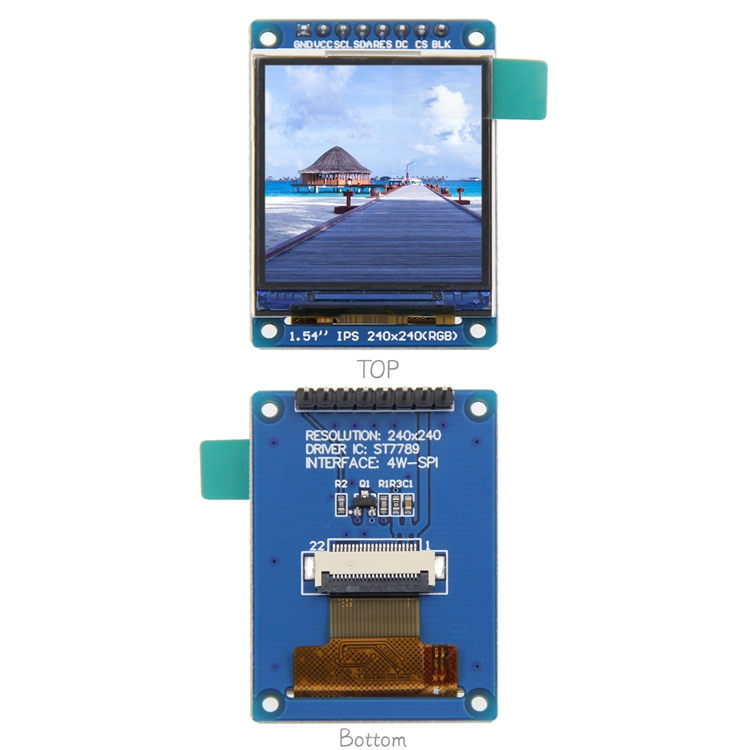 GND VCC SCL SDA RES DC CS BLK
1.54'' IPS 240x240(RGB)
TOP
RESOLUTION: 240x240
DRIVER IC: ST7789
INTERFACE: 4W-SPI
R2 Q1 R1R3C1
22 1
Bottom